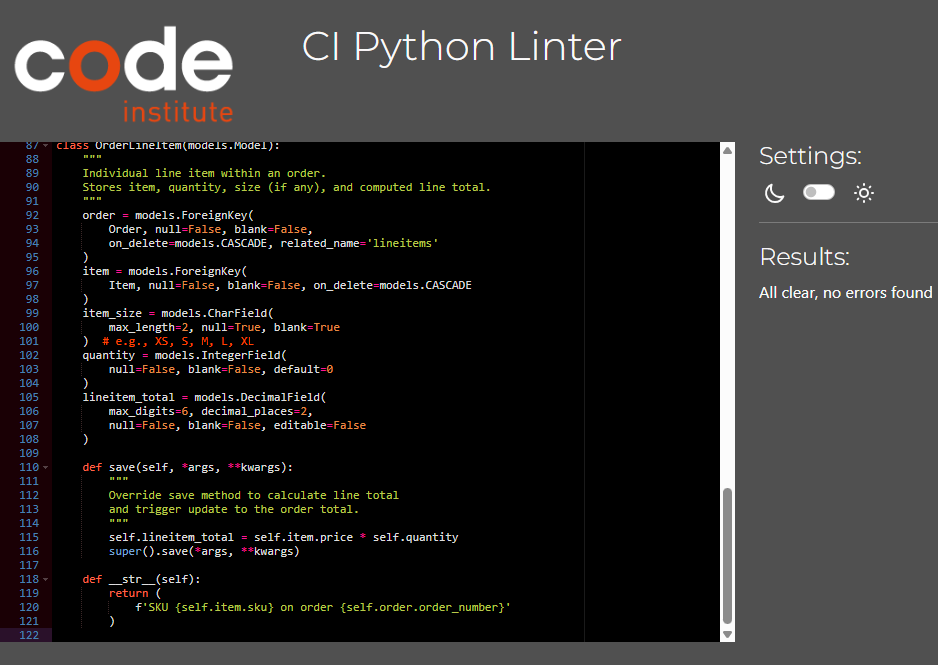 code
institute
CI Python Linter
87 class OrderLineItem(models.Model):
88     """
89     Individual line item within an order.
90     Stores item, quantity, size (if any), and computed line total.
91     """
92     order = models.ForeignKey(
93         Order, null=False, blank=False,
94         on_delete=models.CASCADE, related_name='lineitems'
95     )
96     item = models.ForeignKey(
97         Item, null=False, blank=False, on_delete=models.CASCADE
98     )
99     item_size = models.CharField(
100         max_length=2, null=True, blank=True
101     )  # e.g., XS, S, M, L, XL
102     quantity = models.IntegerField(
103         null=False, blank=False, default=0
104     )
105     lineitem_total = models.DecimalField(
106         max_digits=6, decimal_places=2,
107         null=False, blank=False, editable=False
108     )
109
110     def save(self, *args, **kwargs):
111         """
112         Override save method to calculate line total
113         and trigger update to the order total.
114         """
115         self.lineitem_total = self.item.price * self.quantity
116         super().save(*args, **kwargs)
117
118     def __str__(self):
119         return (
120             f'SKU {self.item.sku} on order {self.order.order_number}'
121         )
122
Settings:
Results:
All clear, no errors found